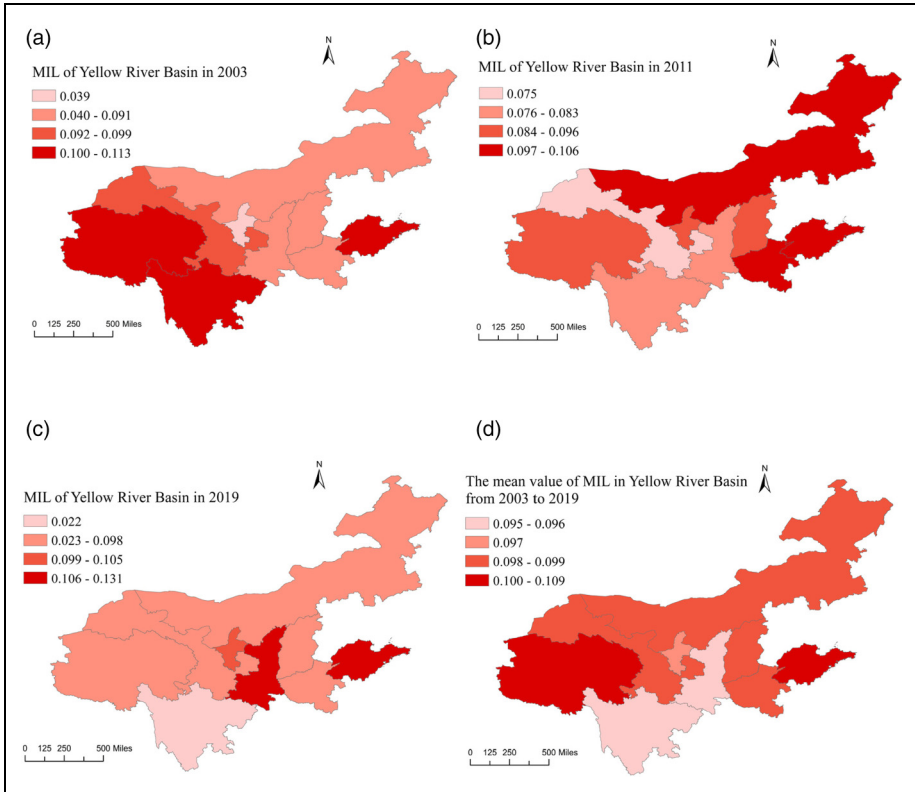 (a)
N
MIL of Yellow River Basin in 2003
0.039
0.040 - 0.091
0.092 - 0.099
0.100 - 0.113
0 125 250 500 Miles
(b)
N
MIL of Yellow River Basin in 2011
0.075
0.076 - 0.083
0.084 - 0.096
0.097 - 0.106
0 125 250 500 Miles
(c)
N
MIL of Yellow River Basin in 2019
0.022
0.023 - 0.098
0.099 - 0.105
0.106 - 0.131
0 125 250 500 Miles
(d)
N
The mean value of MIL in Yellow River Basin
from 2003 to 2019
0.095 - 0.096
0.097
0.098 - 0.099
0.100 - 0.109
0 125 250 500 Miles